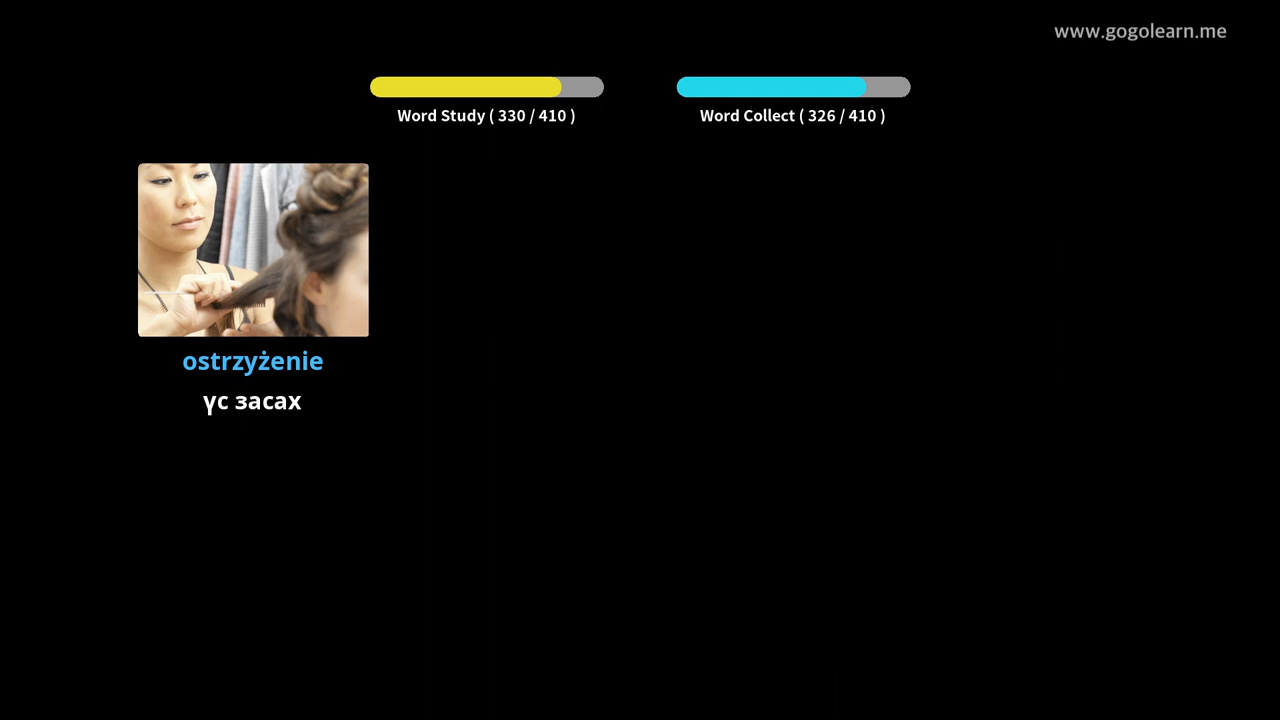 www.gogolearn.me
Word Study ( 330 / 410 )
Word Collect ( 326 / 410 )
ostrzyżenie
үс засах